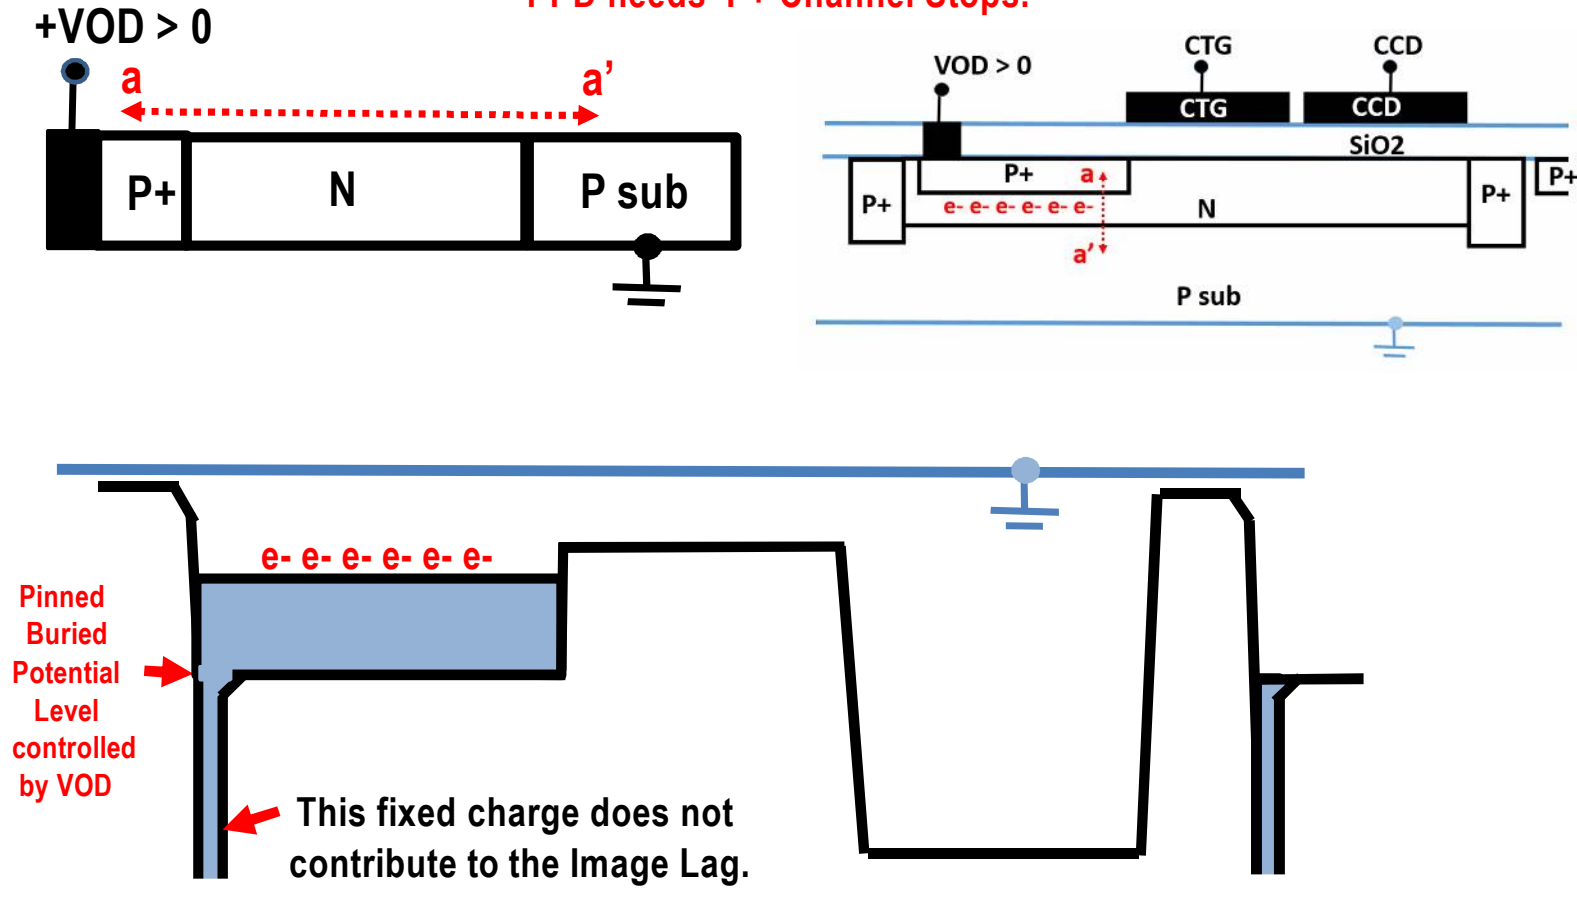 +VOD > 0
a
a’
P+
N
P sub
CTG
CCD
VOD > 0
CTG
CCD
SiO2
P+
a
P+
P+
P+
e- e- e- e- e- e-
N
a’
P sub
e- e- e- e- e- e-
Pinned
Buried
Potential
Level
controlled
by VOD
This fixed charge does not
contribute to the Image Lag.